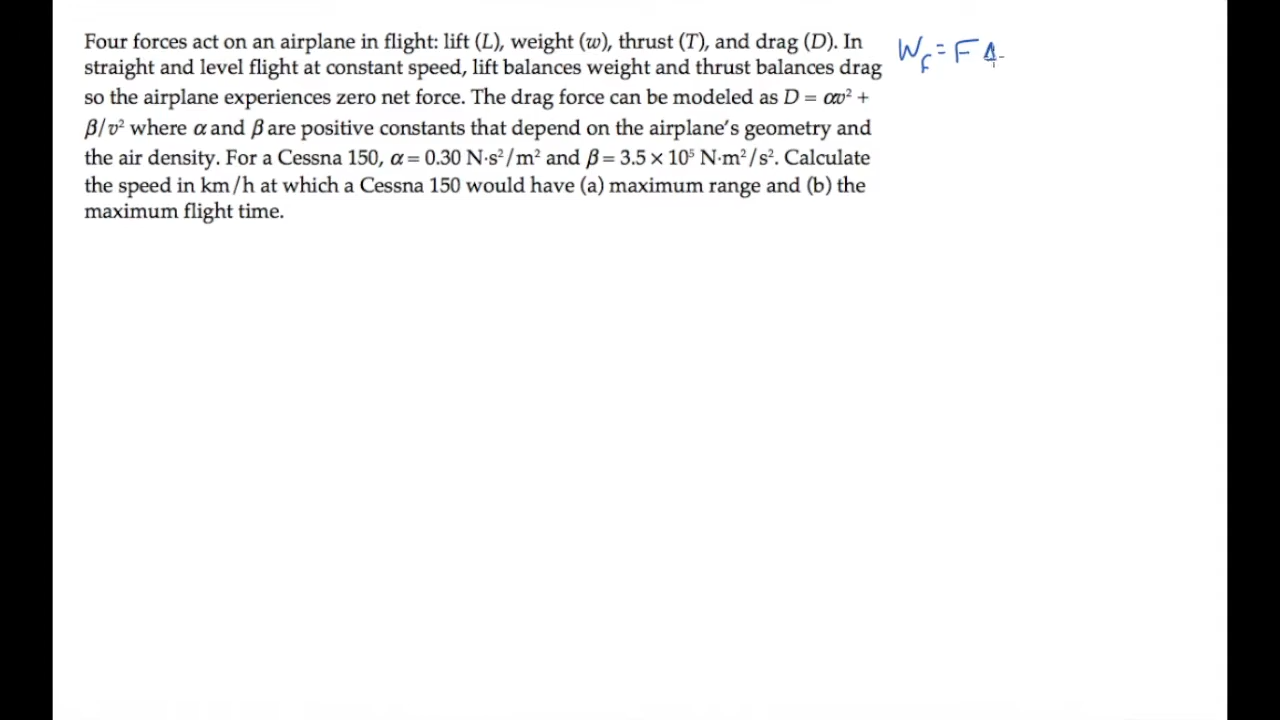 Four forces act on an airplane in flight: lift (L), weight (w), thrust (T), and drag (D). In
straight and level flight at constant speed, lift balances weight and thrust balances drag
so the airplane experiences zero net force. The drag force can be modeled as D = αv² +
β/v² where α and β are positive constants that depend on the airplane's geometry and
the air density. For a Cessna 150, α = 0.30 N·s²/m² and β = 3.5 × 10⁵ N·m²/s². Calculate
the speed in km/h at which a Cessna 150 would have (a) maximum range and (b) the
maximum flight time.
W_F = F Δ